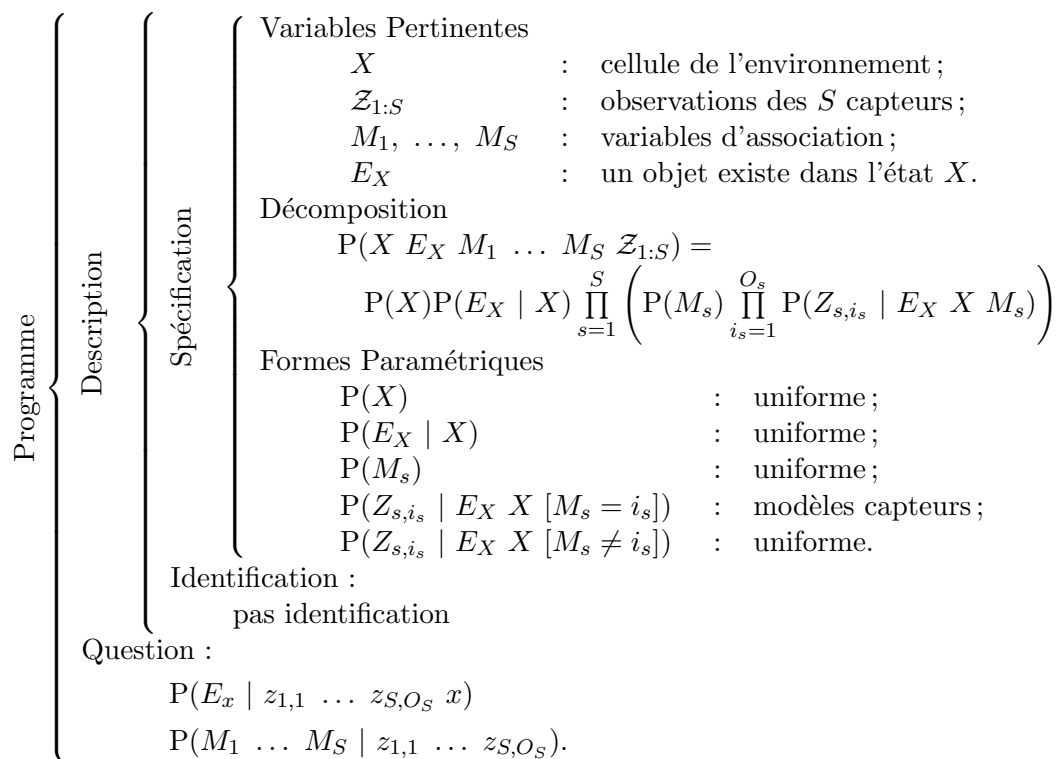 Programme
Description
Spécification
Variables Pertinentes
X : cellule de l'environnement ;
𝒵_{1:S} : observations des S capteurs ;
M_1, …, M_S : variables d'association ;
E_X : un objet existe dans l'état X.
Décomposition
P(X E_X M_1 … M_S 𝒵_{1:S}) =
P(X)P(E_X | X) ∏_{s=1}^{S} ( P(M_s) ∏_{i_s=1}^{O_s} P(Z_{s,i_s} | E_X X M_s) )
Formes Paramétriques
P(X) : uniforme ;
P(E_X | X) : uniforme ;
P(M_s) : uniforme ;
P(Z_{s,i_s} | E_X X [M_s = i_s]) : modèles capteurs ;
P(Z_{s,i_s} | E_X X [M_s ≠ i_s]) : uniforme.
Identification :
pas identification
Question :
P(E_x | z_{1,1} … z_{S,O_S} x)
P(M_1 … M_S | z_{1,1} … z_{S,O_S}).